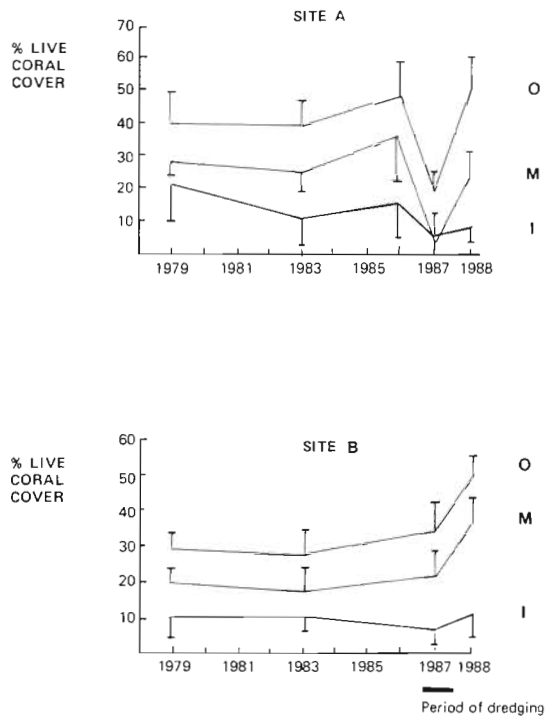 SITE A
% LIVE
CORAL
COVER
70
60
50
40
30
20
10
O
M
I
1979 1981 1983 1985 1987 1988
SITE B
% LIVE
CORAL
COVER
60
50
40
30
20
10
O
M
I
1979 1981 1983 1985 1987 1988
Period of dredging